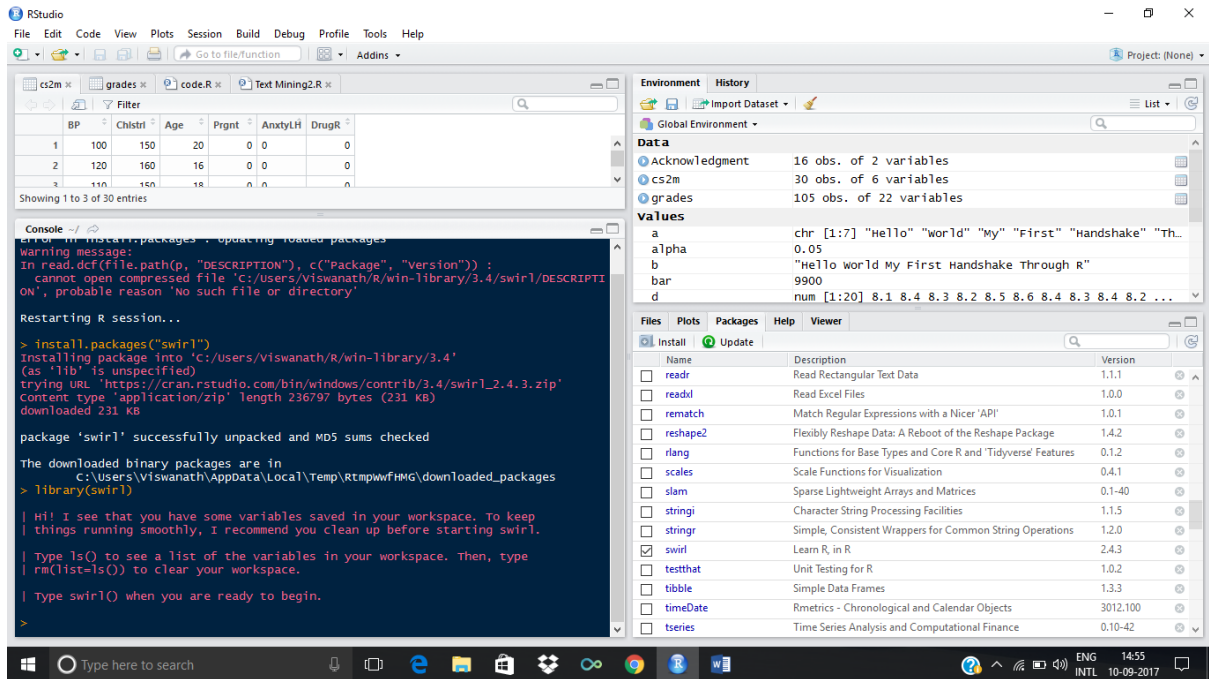 RStudio
File Edit Code View Plots Session Build Debug Profile Tools Help
Go to file/function Addins Project: (None)
cs2m grades code.R Text Mining2.R
Filter
BP Chlstrl Age Prgnt AnxtyLH DrugR
1 100 150 20 0 0 0
2 120 160 16 0 0 0
3 110 150 18 0 0 0
Showing 1 to 3 of 30 entries
Console ~/
Error in install.packages : Updating loaded packages
Warning message:
In read.dcf(file.path(p, "DESCRIPTION"), c("Package", "Version")) :
cannot open compressed file 'C:/Users/Viswanath/R/win-library/3.4/swirl/DESCRIPTI
ON', probable reason 'No such file or directory'
Restarting R session...
> install.packages("swirl")
Installing package into ‘C:/Users/Viswanath/R/win-library/3.4’
(as ‘lib’ is unspecified)
trying URL 'https://cran.rstudio.com/bin/windows/contrib/3.4/swirl_2.4.3.zip'
Content type 'application/zip' length 236797 bytes (231 KB)
downloaded 231 KB
package ‘swirl’ successfully unpacked and MD5 sums checked
The downloaded binary packages are in
C:\Users\Viswanath\AppData\Local\Temp\RtmpWwfHMG\downloaded_packages
> library(swirl)
| Hi! I see that you have some variables saved in your workspace. To keep
| things running smoothly, I recommend you clean up before starting swirl.
| Type ls() to see a list of the variables in your workspace. Then, type
| rm(list=ls()) to clear your workspace.
| Type swirl() when you are ready to begin.
>
Environment History
Import Dataset List
Global Environment
Data
Acknowledgment 16 obs. of 2 variables
cs2m 30 obs. of 6 variables
grades 105 obs. of 22 variables
Values
a chr [1:7] "Hello" "World" "My" "First" "Handshake" "Th…
alpha 0.05
b "Hello World My First Handshake Through R"
bar 9900
d num [1:20] 8.1 8.4 8.3 8.2 8.5 8.6 8.4 8.3 8.4 8.2 ...
Files Plots Packages Help Viewer
Install Update
Name Description Version
readr Read Rectangular Text Data 1.1.1
readxl Read Excel Files 1.0.0
rematch Match Regular Expressions with a Nicer 'API' 1.0.1
reshape2 Flexibly Reshape Data: A Reboot of the Reshape Package 1.4.2
rlang Functions for Base Types and Core R and 'Tidyverse' Features 0.1.2
scales Scale Functions for Visualization 0.4.1
slam Sparse Lightweight Arrays and Matrices 0.1-40
stringi Character String Processing Facilities 1.1.5
stringr Simple, Consistent Wrappers for Common String Operations 1.2.0
swirl Learn R, in R 2.4.3
testthat Unit Testing for R 1.0.2
tibble Simple Data Frames 1.3.3
timeDate Rmetrics - Chronological and Calendar Objects 3012.100
tseries Time Series Analysis and Computational Finance 0.10-42
Type here to search
ENG 14:55
INTL 10-09-2017